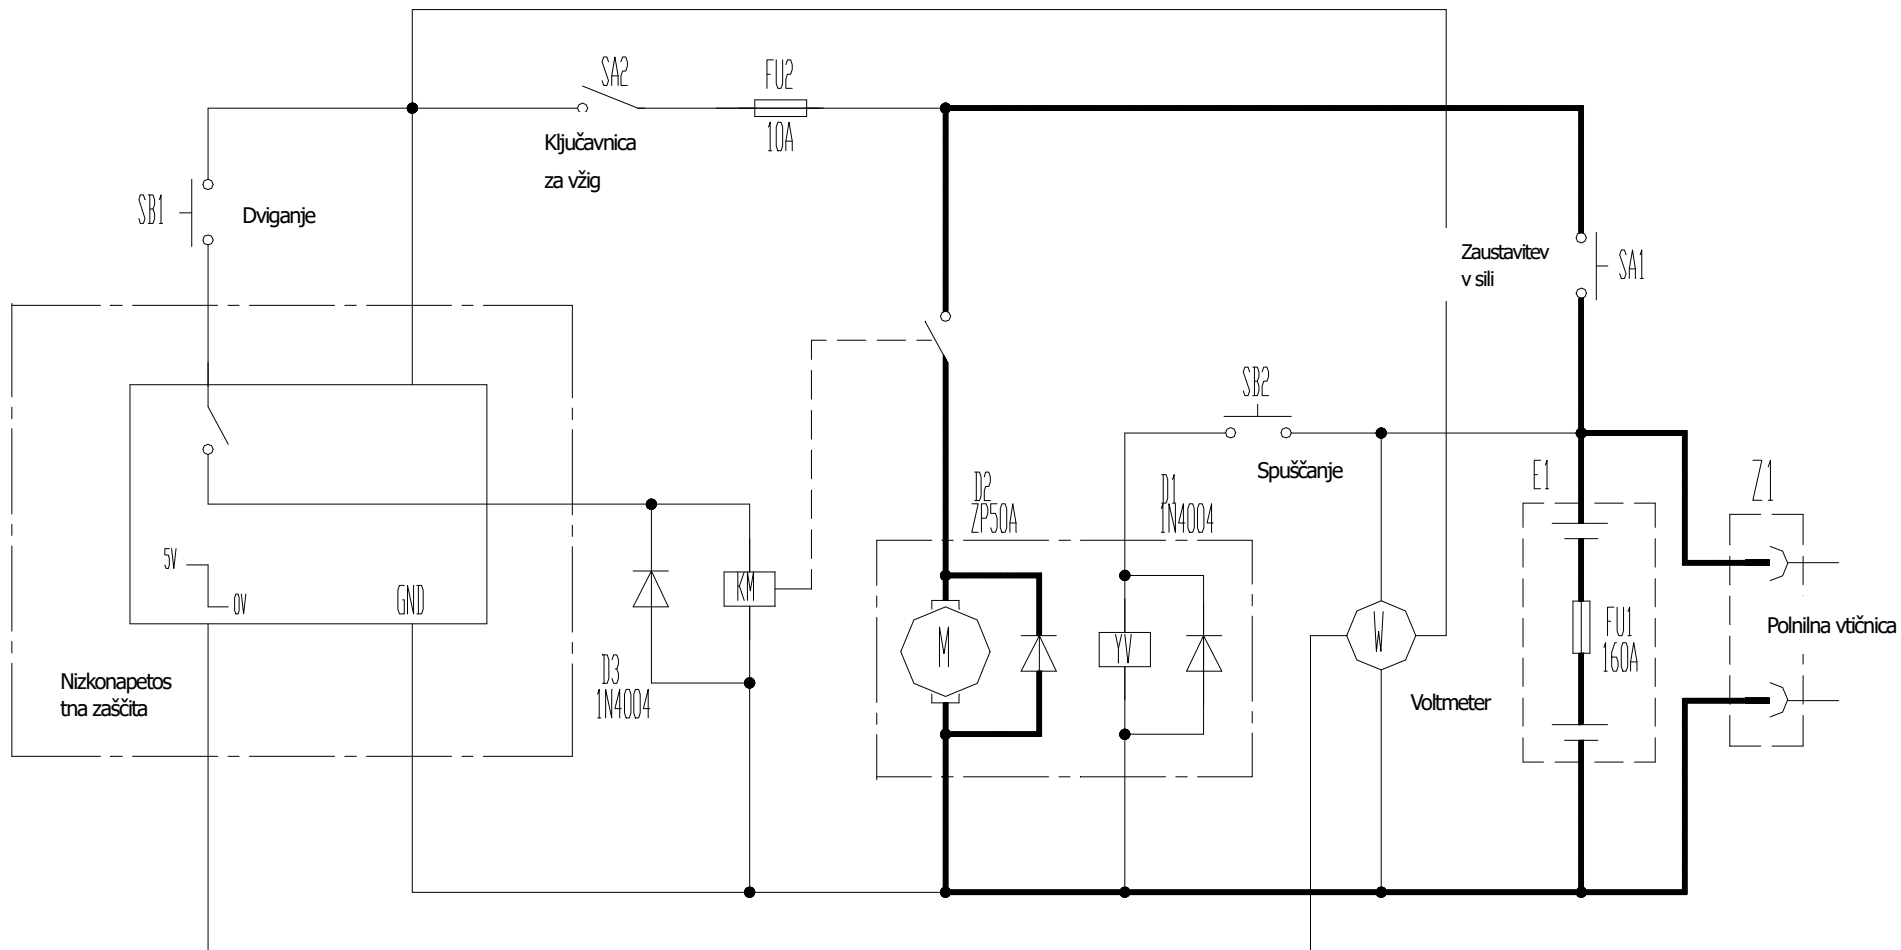 SA2
FU2
10A
Ključavnica
za vžig
SB1
Dviganje
Zaustavitev
v sili
SA1
SB2
Spuščanje
D2
ZP50A
D1
1N4004
E1
Z1
5V
0V
GND
KM
M
YV
W
FU1
160A
Polnilna vtičnica
D3
1N4004
Nizkonapetos
tna zaščita
Voltmeter